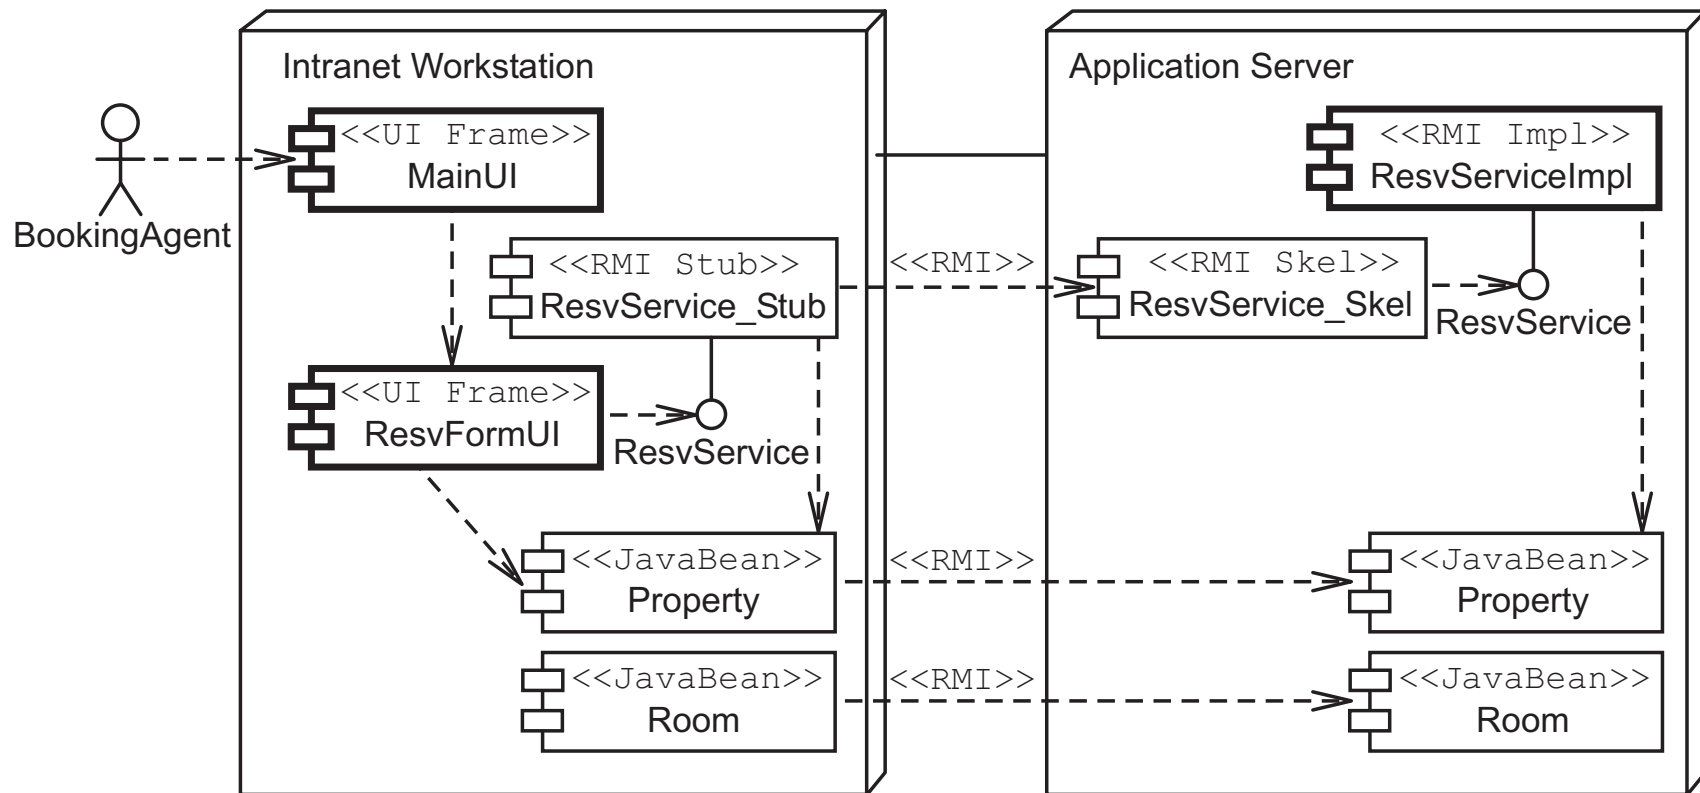 Intranet Workstation
Application Server
<<UI Frame>>
MainUI
<<RMI Impl>>
ResvServiceImpl
BookingAgent
<<RMI Stub>>
ResvService_Stub
<<RMI>>
<<RMI Skel>>
ResvService_Skel
ResvService
<<UI Frame>>
ResvFormUI
ResvService
<<JavaBean>>
Property
<<RMI>>
<<JavaBean>>
Property
<<JavaBean>>
Room
<<RMI>>
<<JavaBean>>
Room